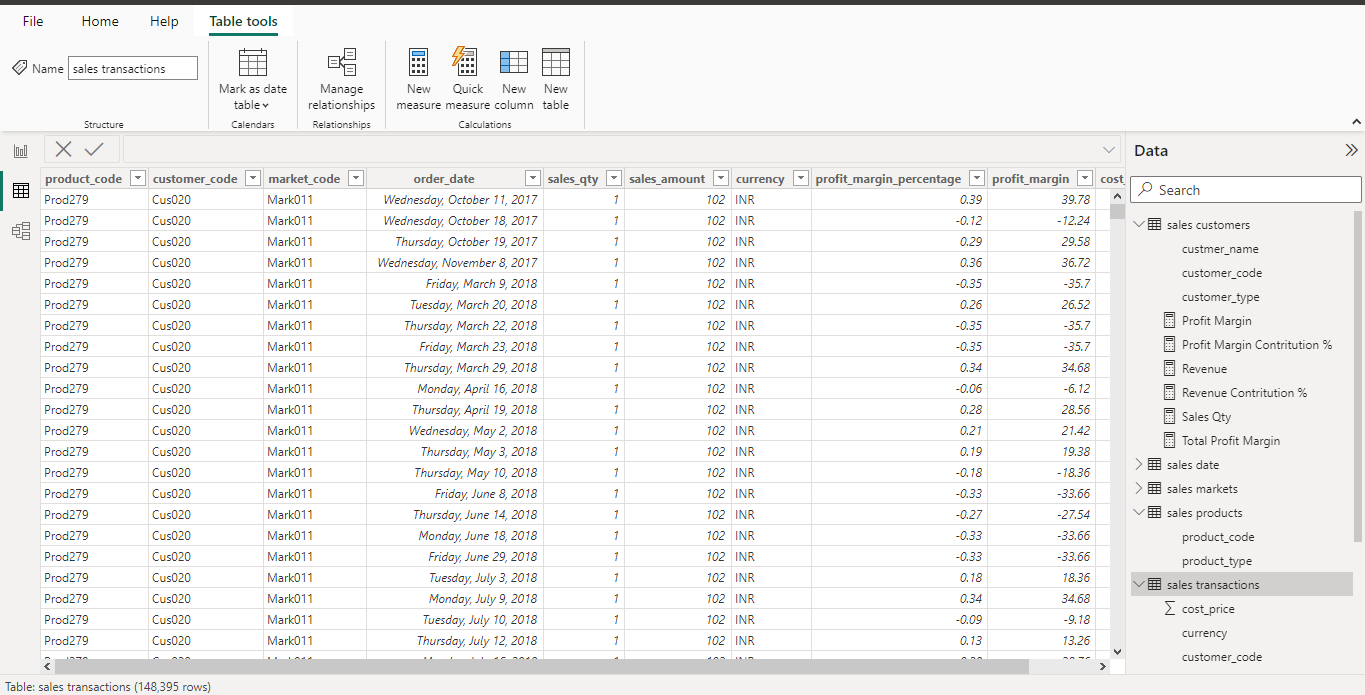 File Home Help Table tools
Name sales transactions
Mark as date table
Manage relationships
New measure
Quick measure
New column
New table
Structure Calendars Relationships Calculations
Data
Search
product_code customer_code market_code order_date sales_qty sales_amount currency profit_margin_percentage profit_margin cost_
Prod279 Cus020 Mark011 Wednesday, October 11, 2017 1 102 INR 0.39 39.78
Prod279 Cus020 Mark011 Wednesday, October 18, 2017 1 102 INR -0.12 -12.24
Prod279 Cus020 Mark011 Thursday, October 19, 2017 1 102 INR 0.29 29.58
Prod279 Cus020 Mark011 Wednesday, November 8, 2017 1 102 INR 0.36 36.72
Prod279 Cus020 Mark011 Friday, March 9, 2018 1 102 INR -0.35 -35.7
Prod279 Cus020 Mark011 Tuesday, March 20, 2018 1 102 INR 0.26 26.52
Prod279 Cus020 Mark011 Thursday, March 22, 2018 1 102 INR -0.35 -35.7
Prod279 Cus020 Mark011 Friday, March 23, 2018 1 102 INR -0.35 -35.7
Prod279 Cus020 Mark011 Thursday, March 29, 2018 1 102 INR 0.34 34.68
Prod279 Cus020 Mark011 Monday, April 16, 2018 1 102 INR -0.06 -6.12
Prod279 Cus020 Mark011 Thursday, April 19, 2018 1 102 INR 0.28 28.56
Prod279 Cus020 Mark011 Wednesday, May 2, 2018 1 102 INR 0.21 21.42
Prod279 Cus020 Mark011 Thursday, May 3, 2018 1 102 INR 0.19 19.38
Prod279 Cus020 Mark011 Thursday, May 10, 2018 1 102 INR -0.18 -18.36
Prod279 Cus020 Mark011 Friday, June 8, 2018 1 102 INR -0.33 -33.66
Prod279 Cus020 Mark011 Thursday, June 14, 2018 1 102 INR -0.27 -27.54
Prod279 Cus020 Mark011 Monday, June 18, 2018 1 102 INR -0.33 -33.66
Prod279 Cus020 Mark011 Friday, June 29, 2018 1 102 INR -0.33 -33.66
Prod279 Cus020 Mark011 Tuesday, July 3, 2018 1 102 INR 0.18 18.36
Prod279 Cus020 Mark011 Monday, July 9, 2018 1 102 INR 0.34 34.68
Prod279 Cus020 Mark011 Tuesday, July 10, 2018 1 102 INR -0.09 -9.18
Prod279 Cus020 Mark011 Thursday, July 12, 2018 1 102 INR 0.13 13.26
sales customers
custmer_name
customer_code
customer_type
Profit Margin
Profit Margin Contritution %
Revenue
Revenue Contritution %
Sales Qty
Total Profit Margin
sales date
sales markets
sales products
product_code
product_type
sales transactions
cost_price
currency
customer_code
Table: sales transactions (148,395 rows)